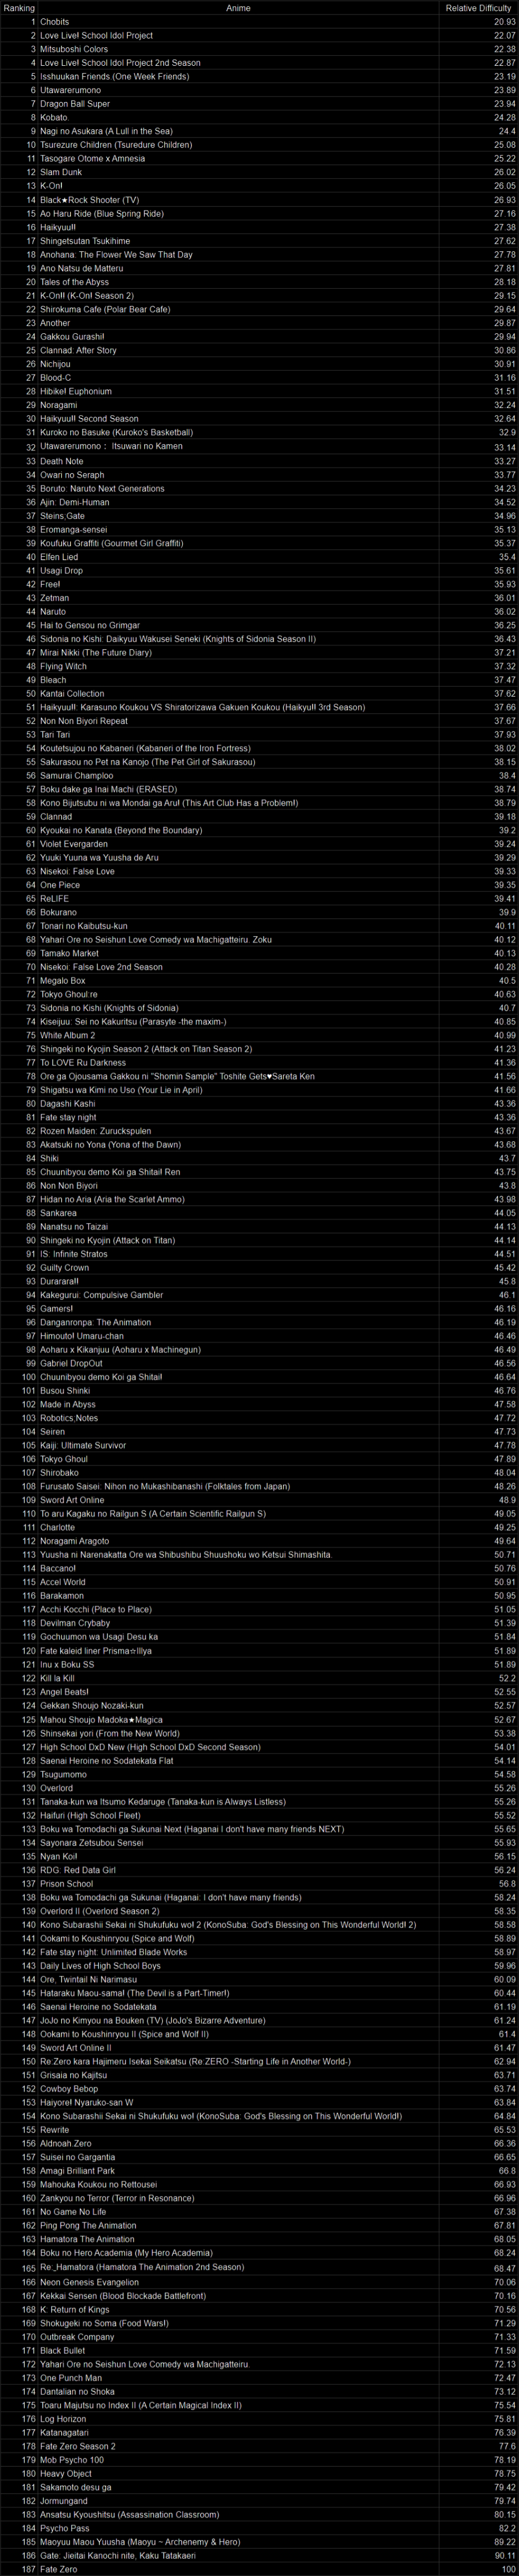 Ranking Anime Relative Difficulty
1 Chobits 20.93
2 Love Live! School Idol Project 22.07
3 Mitsuboshi Colors 22.38
4 Love Live! School Idol Project 2nd Season 22.87
5 Isshuukan Friends (One Week Friends) 23.19
6 Utawarerumono 23.89
7 Dragon Ball Super 23.94
8 Kobato. 24.28
9 Nagi no Asukara (A Lull in the Sea) 24.4
10 Tsurezure Children (Tsuredure Children) 25.08
11 Tasogare Otome x Amnesia 25.22
12 Slam Dunk 26.02
13 K-On! 26.05
14 Black★Rock Shooter (TV) 26.93
15 Ao Haru Ride (Blue Spring Ride) 27.16
16 Haikyuu!! 27.38
17 Shingetsutan Tsukihime 27.62
18 Anohana: The Flower We Saw That Day 27.78
19 Ano Natsu de Matteru 27.81
20 Tales of the Abyss 28.18
21 K-On!! (K-On! Season 2) 29.15
22 Shirokuma Cafe (Polar Bear Cafe) 29.64
23 Another 29.87
24 Gakkou Gurashi! 29.94
25 Clannad: After Story 30.86
26 Nichijou 30.91
27 Blood-C 31.16
28 Hibike! Euphonium 31.51
29 Noragami 32.24
30 Haikyuu!! Second Season 32.64
31 Kuroko no Basuke (Kuroko's Basketball) 32.9
32 Utawarerumono： Itsuwari no Kamen 33.14
33 Death Note 33.27
34 Owari no Seraph 33.77
35 Boruto: Naruto Next Generations 34.23
36 Ajin: Demi-Human 34.52
37 Steins;Gate 34.96
38 Eromanga-sensei 35.13
39 Koufuku Graffiti (Gourmet Girl Graffiti) 35.37
40 Elfen Lied 35.4
41 Usagi Drop 35.61
42 Free! 35.93
43 Zetman 36.01
44 Naruto 36.02
45 Hai to Gensou no Grimgar 36.25
46 Sidonia no Kishi: Daikyuu Wakusei Seneki (Knights of Sidonia Season II) 36.43
47 Mirai Nikki (The Future Diary) 37.21
48 Flying Witch 37.32
49 Bleach 37.47
50 Kantai Collection 37.62
51 Haikyuu!!: Karasuno Koukou VS Shiratorizawa Gakuen Koukou (Haikyu!! 3rd Season) 37.66
52 Non Non Biyori Repeat 37.67
53 Tari Tari 37.93
54 Koutetsujou no Kabaneri (Kabaneri of the Iron Fortress) 38.02
55 Sakurasou no Pet na Kanojo (The Pet Girl of Sakurasou) 38.15
56 Samurai Champloo 38.4
57 Boku dake ga Inai Machi (ERASED) 38.74
58 Kono Bijutsubu ni wa Mondai ga Aru! (This Art Club Has a Problem!) 38.79
59 Clannad 39.18
60 Kyoukai no Kanata (Beyond the Boundary) 39.2
61 Violet Evergarden 39.24
62 Yuuki Yuuna wa Yuusha de Aru 39.29
63 Nisekoi: False Love 39.33
64 One Piece 39.35
65 ReLIFE 39.41
66 Bokurano 39.9
67 Tonari no Kaibutsu-kun 40.11
68 Yahari Ore no Seishun Love Comedy wa Machigatteiru. Zoku 40.12
69 Tamako Market 40.13
70 Nisekoi: False Love 2nd Season 40.28
71 Megalo Box 40.5
72 Tokyo Ghoul:re 40.63
73 Sidonia no Kishi (Knights of Sidonia) 40.7
74 Kiseijuu: Sei no Kakuritsu (Parasyte -the maxim-) 40.85
75 White Album 2 40.99
76 Shingeki no Kyojin Season 2 (Attack on Titan Season 2) 41.23
77 To LOVE Ru Darkness 41.36
78 Ore ga Ojousama Gakkou ni "Shomin Sample" Toshite Gets♥Sareta Ken 41.56
79 Shigatsu wa Kimi no Uso (Your Lie in April) 41.66
80 Dagashi Kashi 43.36
81 Fate stay night 43.36
82 Rozen Maiden: Zuruckspulen 43.67
83 Akatsuki no Yona (Yona of the Dawn) 43.68
84 Shiki 43.7
85 Chuunibyou demo Koi ga Shitai! Ren 43.75
86 Non Non Biyori 43.8
87 Hidan no Aria (Aria the Scarlet Ammo) 43.98
88 Sankarea 44.05
89 Nanatsu no Taizai 44.13
90 Shingeki no Kyojin (Attack on Titan) 44.14
91 IS: Infinite Stratos 44.51
92 Guilty Crown 45.42
93 Durarara!! 45.8
94 Kakegurui: Compulsive Gambler 46.1
95 Gamers! 46.16
96 Danganronpa: The Animation 46.19
97 Himouto! Umaru-chan 46.46
98 Aoharu x Kikanjuu (Aoharu x Machinegun) 46.49
99 Gabriel DropOut 46.56
100 Chuunibyou demo Koi ga Shitai! 46.64
101 Busou Shinki 46.76
102 Made in Abyss 47.58
103 Robotics;Notes 47.72
104 Seiren 47.73
105 Kaiji: Ultimate Survivor 47.78
106 Tokyo Ghoul 47.89
107 Shirobako 48.04
108 Furusato Saisei: Nihon no Mukashibanashi (Folktales from Japan) 48.26
109 Sword Art Online 48.9
110 To aru Kagaku no Railgun S (A Certain Scientific Railgun S) 49.05
111 Charlotte 49.25
112 Noragami Aragoto 49.64
113 Yuusha ni Narenakatta Ore wa Shibushibu Shuushoku wo Ketsui Shimashita. 50.71
114 Baccano! 50.76
115 Accel World 50.91
116 Barakamon 50.95
117 Acchi Kocchi (Place to Place) 51.05
118 Devilman Crybaby 51.39
119 Gochuumon wa Usagi Desu ka 51.84
120 Fate kaleid liner Prisma☆Illya 51.89
121 Inu x Boku SS 51.89
122 Kill la Kill 52.2
123 Angel Beats! 52.55
124 Gekkan Shoujo Nozaki-kun 52.57
125 Mahou Shoujo Madoka★Magica 52.67
126 Shinsekai yori (From the New World) 53.38
127 High School DxD New (High School DxD Second Season) 54.01
128 Saenai Heroine no Sodatekata Flat 54.14
129 Tsugumomo 54.58
130 Overlord 55.26
131 Tanaka-kun wa Itsumo Kedaruge (Tanaka-kun is Always Listless) 55.26
132 Haifuri (High School Fleet) 55.52
133 Boku wa Tomodachi ga Sukunai Next (Haganai I don't have many friends NEXT) 55.65
134 Sayonara Zetsubou Sensei 55.93
135 Nyan Koi! 56.15
136 RDG: Red Data Girl 56.24
137 Prison School 56.8
138 Boku wa Tomodachi ga Sukunai (Haganai: I don't have many friends) 58.24
139 Overlord II (Overlord Season 2) 58.35
140 Kono Subarashii Sekai ni Shukufuku wo! 2 (KonoSuba: God's Blessing on This Wonderful World! 2) 58.58
141 Ookami to Koushinryou (Spice and Wolf) 58.89
142 Fate stay night: Unlimited Blade Works 58.97
143 Daily Lives of High School Boys 59.96
144 Ore, Twintail Ni Narimasu 60.09
145 Hataraku Maou-sama! (The Devil is a Part-Timer!) 60.44
146 Saenai Heroine no Sodatekata 61.19
147 JoJo no Kimyou na Bouken (TV) (JoJo's Bizarre Adventure) 61.24
148 Ookami to Koushinryou II (Spice and Wolf II) 61.4
149 Sword Art Online II 61.47
150 Re:Zero kara Hajimeru Isekai Seikatsu (Re:ZERO -Starting Life in Another World-) 62.94
151 Grisaia no Kajitsu 63.71
152 Cowboy Bebop 63.74
153 Haiyore! Nyaruko-san W 63.84
154 Kono Subarashii Sekai ni Shukufuku wo! (KonoSuba: God's Blessing on This Wonderful World!) 64.84
155 Rewrite 65.53
156 Aldnoah.Zero 66.36
157 Suisei no Gargantia 66.65
158 Amagi Brilliant Park 66.8
159 Mahouka Koukou no Rettousei 66.93
160 Zankyou no Terror (Terror in Resonance) 66.96
161 No Game No Life 67.38
162 Ping Pong The Animation 67.81
163 Hamatora The Animation 68.05
164 Boku no Hero Academia (My Hero Academia) 68.24
165 Re:_Hamatora (Hamatora The Animation 2nd Season) 68.47
166 Neon Genesis Evangelion 70.06
167 Kekkai Sensen (Blood Blockade Battlefront) 70.16
168 K: Return of Kings 70.56
169 Shokugeki no Soma (Food Wars!) 71.29
170 Outbreak Company 71.33
171 Black Bullet 71.59
172 Yahari Ore no Seishun Love Comedy wa Machigatteiru. 72.13
173 One Punch Man 72.47
174 Dantalian no Shoka 73.12
175 Toaru Majutsu no Index II (A Certain Magical Index II) 75.54
176 Log Horizon 75.81
177 Katanagatari 76.39
178 Fate Zero Season 2 77.6
179 Mob Psycho 100 78.19
180 Heavy Object 78.75
181 Sakamoto desu ga 79.42
182 Jormungand 79.74
183 Ansatsu Kyoushitsu (Assassination Classroom) 80.15
184 Psycho Pass 82.2
185 Maoyuu Maou Yuusha (Maoyu ~ Archenemy & Hero) 89.22
186 Gate: Jieitai Kanochi nite, Kaku Tatakaeri 90.11
187 Fate Zero 100